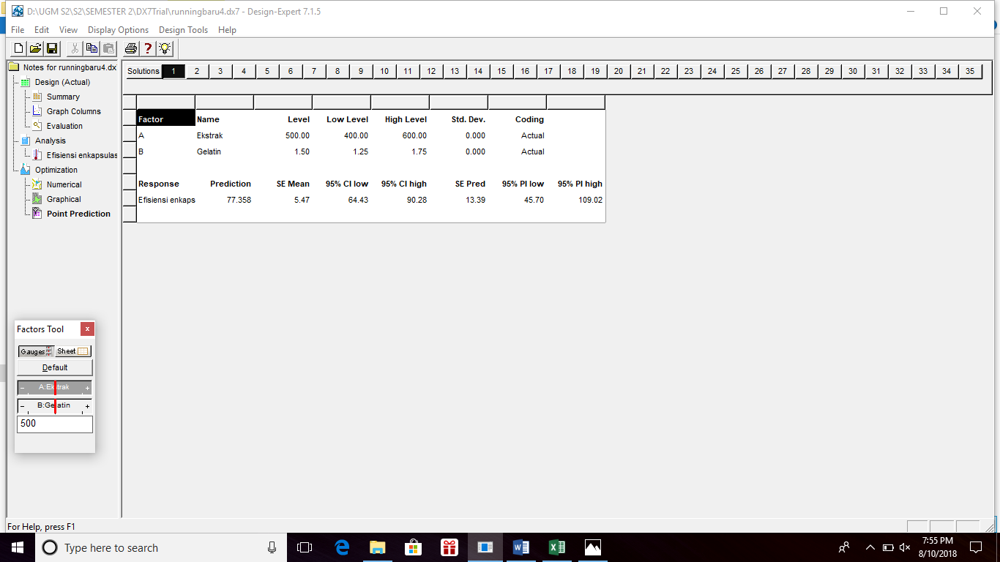 D:\UGM S2\S2\SEMESTER 2\DX7Trial\runningbaru4.dx7 - Design-Expert 7.1.5
File Edit View Display Options Design Tools Help
Notes for runningbaru4.dx7
Design (Actual)
Summary
Graph Columns
Evaluation
Analysis
Efisiensi enkapsulas
Optimization
Numerical
Graphical
Point Prediction
Solutions 1 2 3 4 5 6 7 8 9 10 11 12 13 14 15 16 17 18 19 20 21 22 23 24 25 26 27 28 29 30 31 32 33 34 35
Factor Name Level Low Level High Level Std. Dev. Coding
A Ekstrak 500.00 400.00 600.00 0.000 Actual
B Gelatin 1.50 1.25 1.75 0.000 Actual
Response Prediction SE Mean 95% CI low 95% CI high SE Pred 95% PI low 95% PI high
Efisiensi enkaps 77.358 5.47 64.43 90.28 13.39 45.70 109.02
Factors Tool x
Gauges Sheet
Default
- A:Ekstrak +
- B:Gelatin +
500
For Help, press F1
Type here to search
7:55 PM
8/10/2018